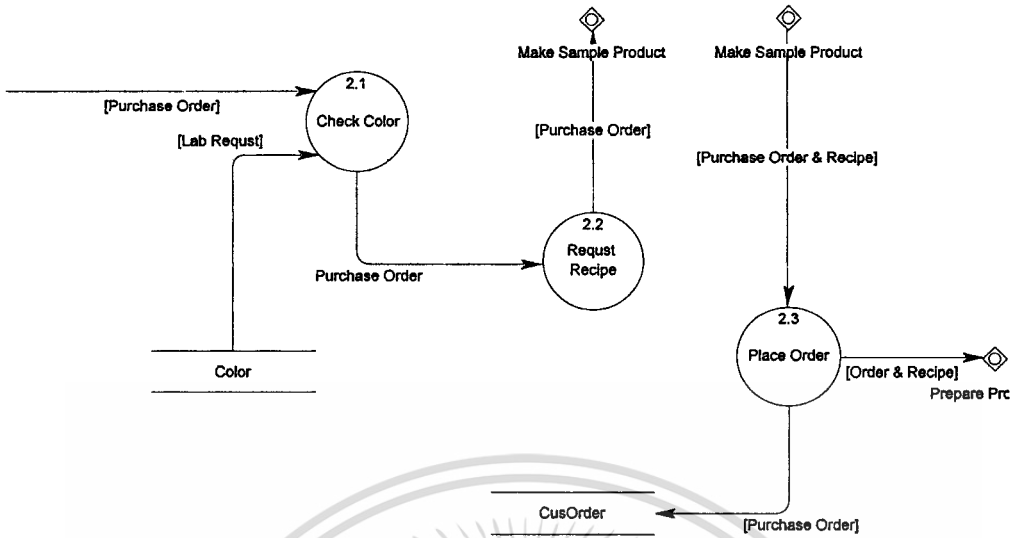 Make Sample Product
Make Sample Product
2.1
Check Color
[Purchase Order]
[Lab Requst]
[Purchase Order]
[Purchase Order & Recipe]
2.2
Requst
Recipe
Purchase Order
2.3
Place Order
Color
[Order & Recipe]
Prepare Prc
CusOrder
[Purchase Order]